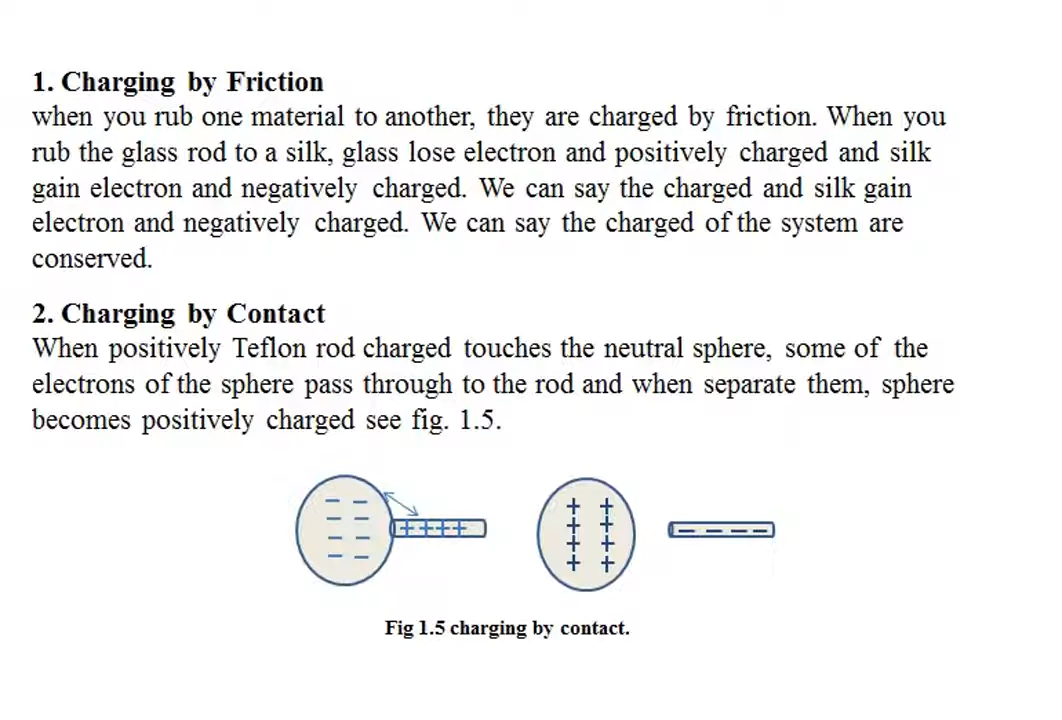 1. Charging by Friction
when you rub one material to another, they are charged by friction. When you
rub the glass rod to a silk, glass lose electron and positively charged and silk
gain electron and negatively charged. We can say the charged and silk gain
electron and negatively charged. We can say the charged of the system are
conserved.
2. Charging by Contact
When positively Teflon rod charged touches the neutral sphere, some of the
electrons of the sphere pass through to the rod and when separate them, sphere
becomes positively charged see fig. 1.5.
Fig 1.5 charging by contact.